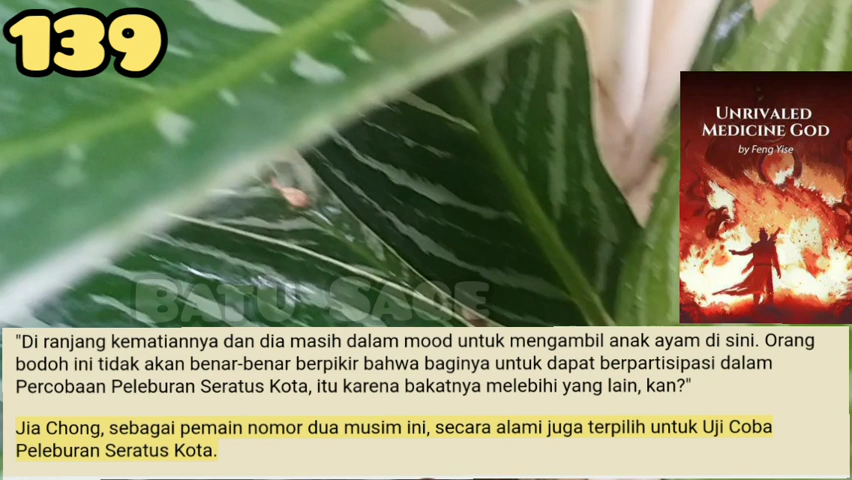 139
UNRIVALED
MEDICINE GOD
by Feng Yise
BATU SAGE
"Di ranjang kematiannya dan dia masih dalam mood untuk mengambil anak ayam di sini. Orang
bodoh ini tidak akan benar-benar berpikir bahwa baginya untuk dapat berpartisipasi dalam
Percobaan Peleburan Seratus Kota, itu karena bakatnya melebihi yang lain, kan?"
Jia Chong, sebagai pemain nomor dua musim ini, secara alami juga terpilih untuk Uji Coba
Peleburan Seratus Kota.